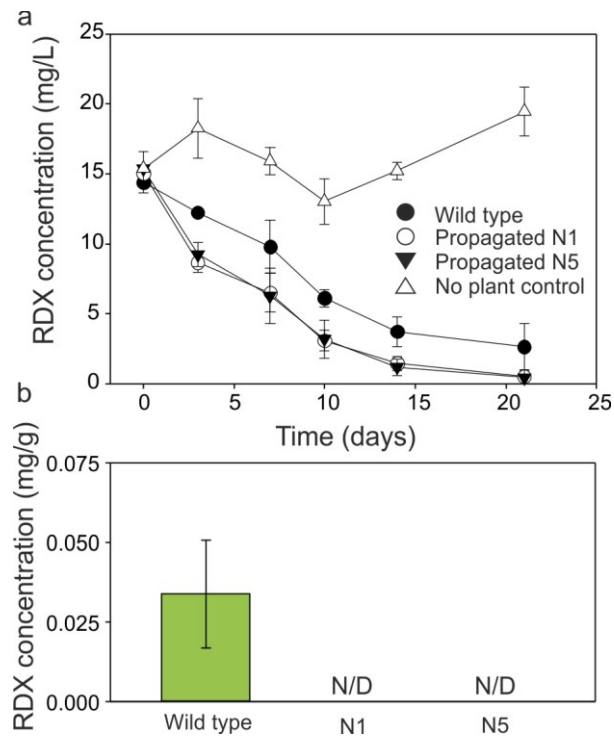 a
RDX concentration (mg/L)
25
20
15
10
5
0
Wild type
Propagated N1
Propagated N5
No plant control
0 5 10 15 20 25
Time (days)
b
RDX concentration (mg/g)
0.075
0.050
0.025
0.000
N/D N/D
Wild type N1 N5